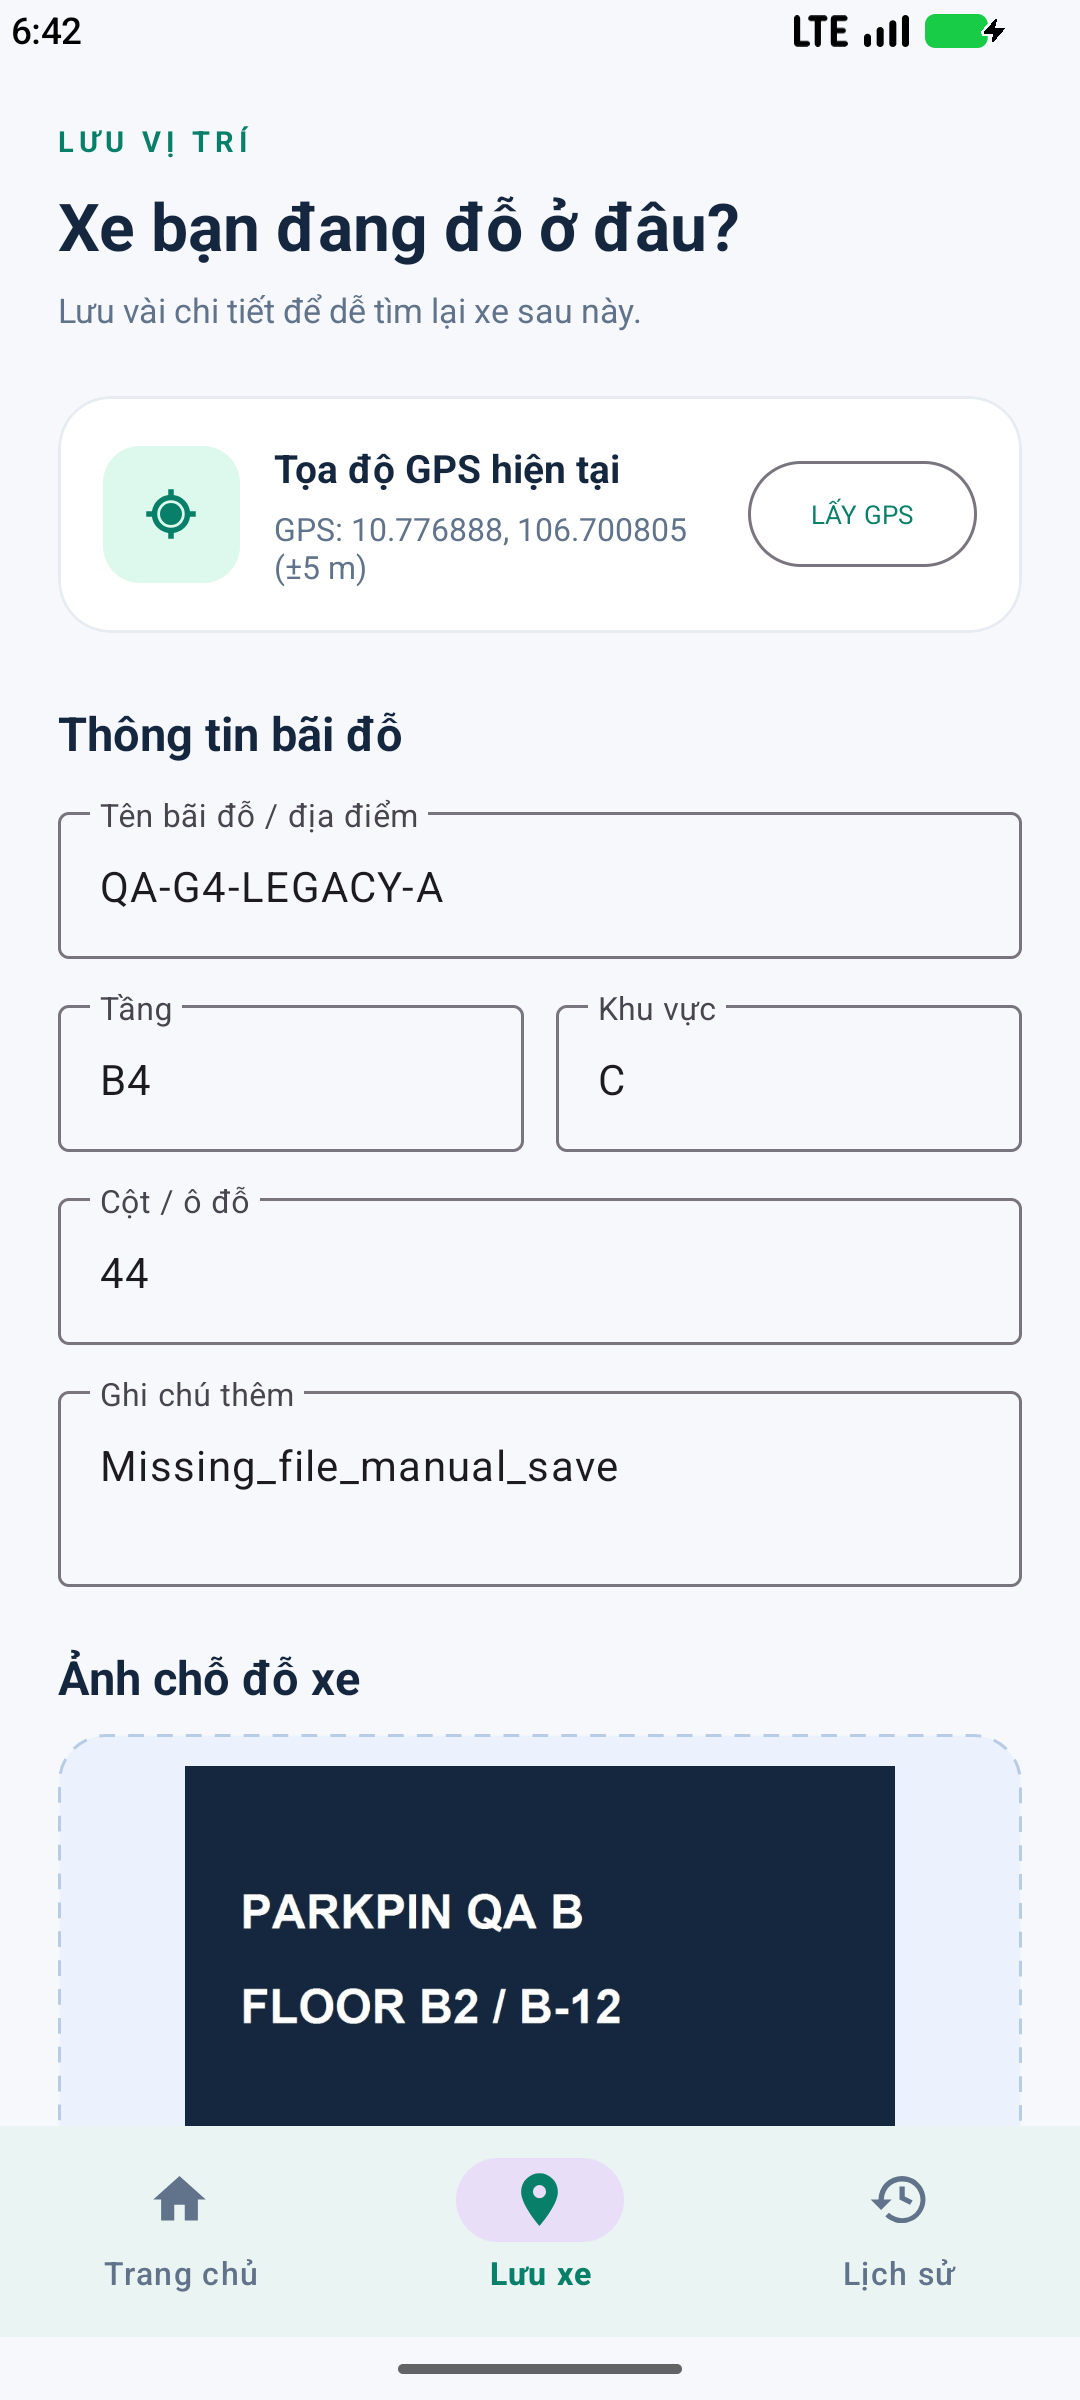 6:42
LTE
LƯU VỊ TRÍ
Xe bạn đang đỗ ở đâu?
Lưu vài chi tiết để dễ tìm lại xe sau này.
Tọa độ GPS hiện tại
GPS: 10.776888, 106.700805
(±5 m)
LẤY GPS
Thông tin bãi đỗ
Tên bãi đỗ / địa điểm
QA-G4-LEGACY-A
Tầng
B4
Khu vực
C
Cột / ô đỗ
44
Ghi chú thêm
Missing_file_manual_save
Ảnh chỗ đỗ xe
PARKPIN QA B
FLOOR B2 / B-12
Trang chủ
Lưu xe
Lịch sử